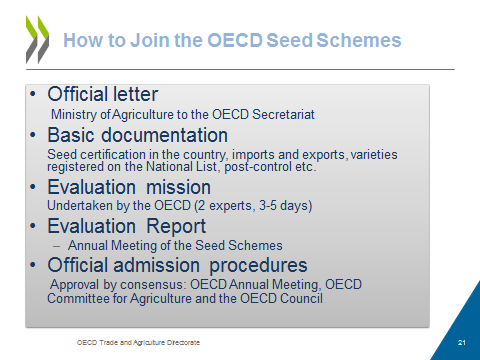 How to Join the OECD Seed Schemes
• Official letter
Ministry of Agriculture to the OECD Secretariat
• Basic documentation
Seed certification in the country, imports and exports, varieties
registered on the National List, post-control etc.
• Evaluation mission
Undertaken by the OECD (2 experts, 3-5 days)
• Evaluation Report
– Annual Meeting of the Seed Schemes
• Official admission procedures
Approval by consensus: OECD Annual Meeting, OECD
Committee for Agriculture and the OECD Council
OECD Trade and Agriculture Directorate
21